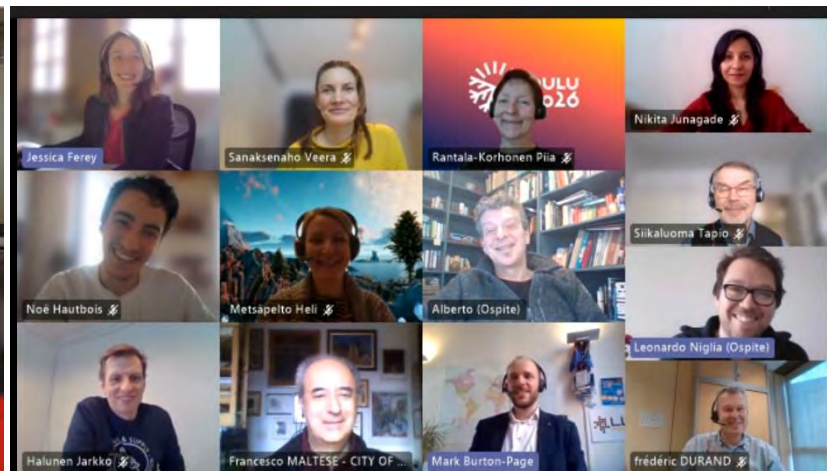 OULU
2026
Jessica Ferey
Sanaksenaho Veera
Rantala-Korhonen Piia
Nikita Junagade
Siikaluoma Tapio
Noë Hautbois
Metsäpelto Heli
Alberto (Ospite)
Leonardo Niglia (Ospite)
Halunen Jarkko
Francesco MALTESE - CITY OF ...
Mark Burton-Page
frédéric DURAND